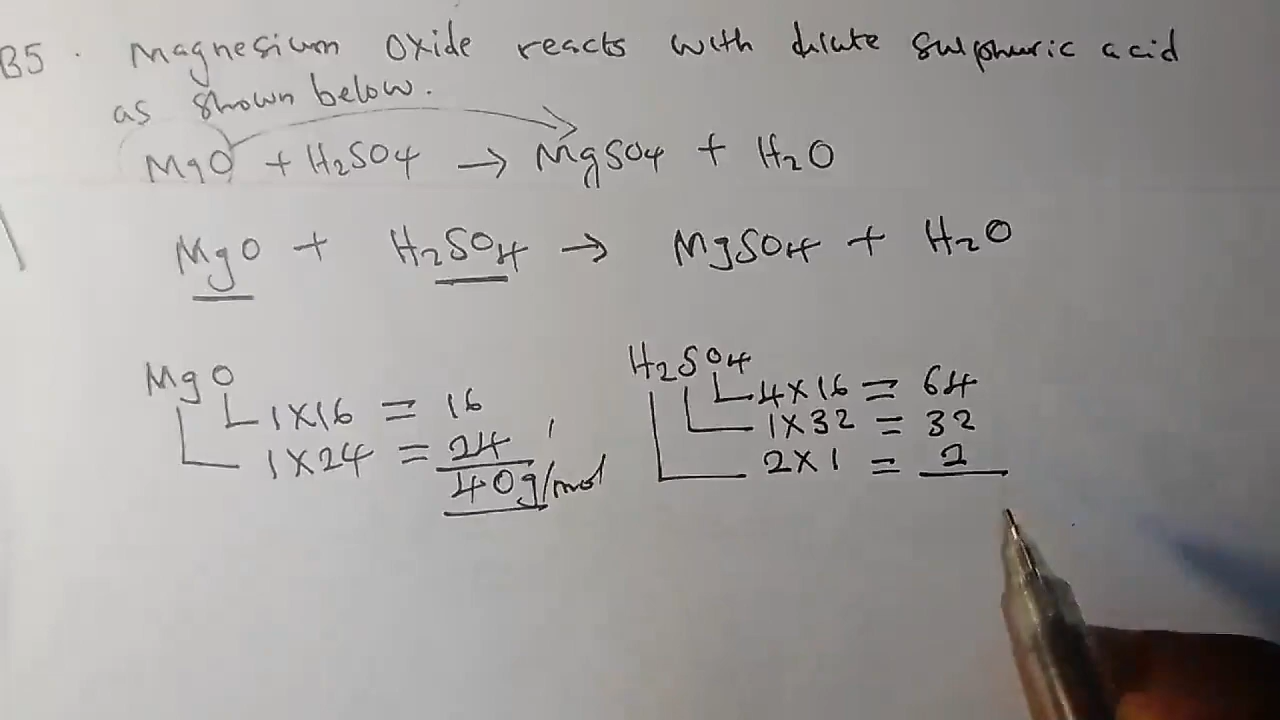 B5. Magnesium Oxide reacts with dilute sulphuric acid
as shown below.
MgO + H2SO4 → MgSO4 + H2O
MgO + H2SO4 → MgSO4 + H2O
MgO
1X16 = 16
1X24 = 24
40g/mol
H2SO4
4X16 = 64
1X32 = 32
2X1 = 2